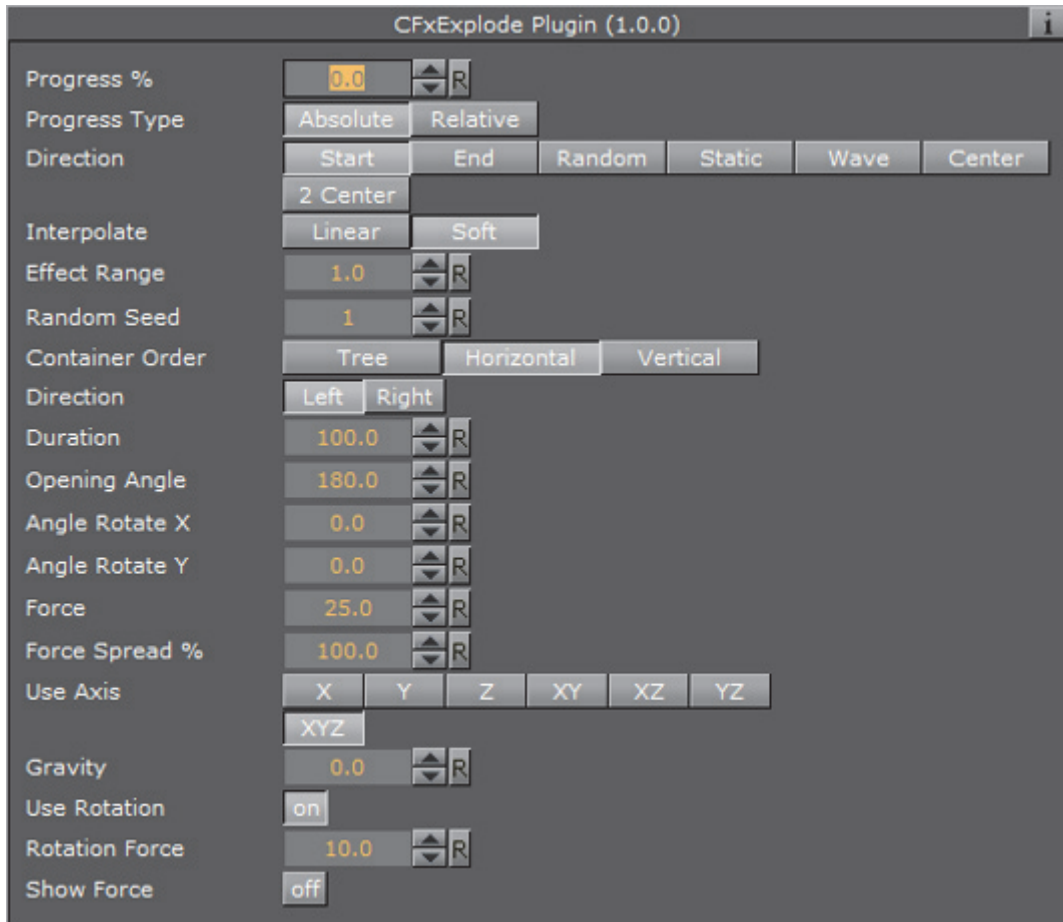 CFxExplode Plugin (1.0.0) i
Progress % 0.0 R
Progress Type Absolute Relative
Direction Start End Random Static Wave Center
2 Center
Interpolate Linear Soft
Effect Range 1.0 R
Random Seed 1 R
Container Order Tree Horizontal Vertical
Direction Left Right
Duration 100.0 R
Opening Angle 180.0 R
Angle Rotate X 0.0 R
Angle Rotate Y 0.0 R
Force 25.0 R
Force Spread % 100.0 R
Use Axis X Y Z XY XZ YZ
XYZ
Gravity 0.0 R
Use Rotation on
Rotation Force 10.0 R
Show Force off